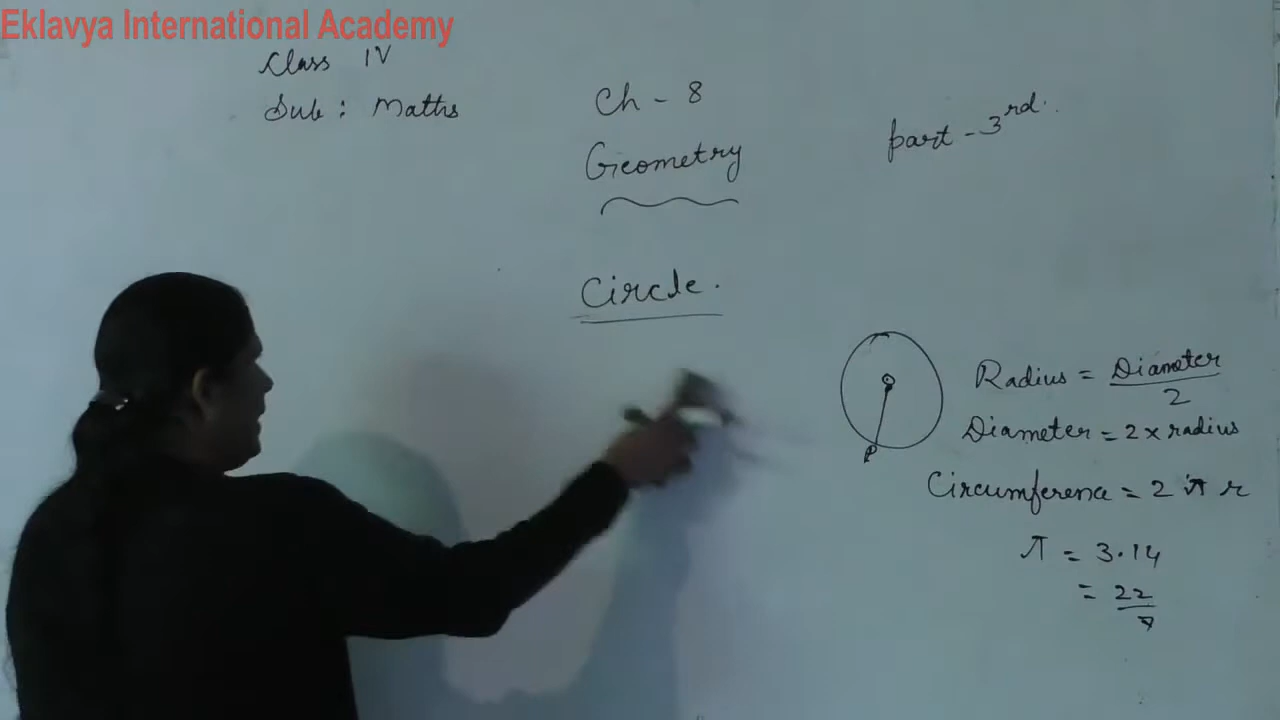 Eklavya International Academy
Class IV
Sub : Maths
Ch - 8
Geometry
part - 3rd.
Circle.
Radius = Diameter
2
Diameter = 2 x radius
P
Circumference = 2 π r
π = 3.14
= 22
7